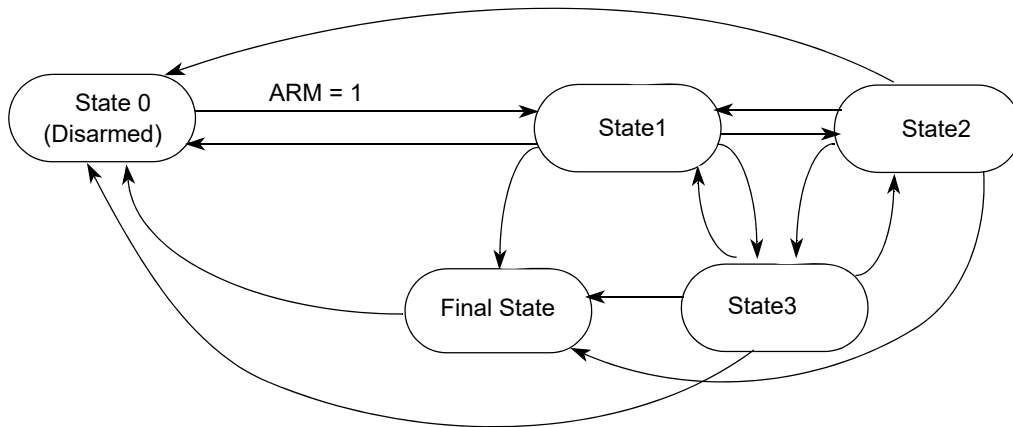 State 0
(Disarmed)
ARM = 1
State1
State2
Final State
State3